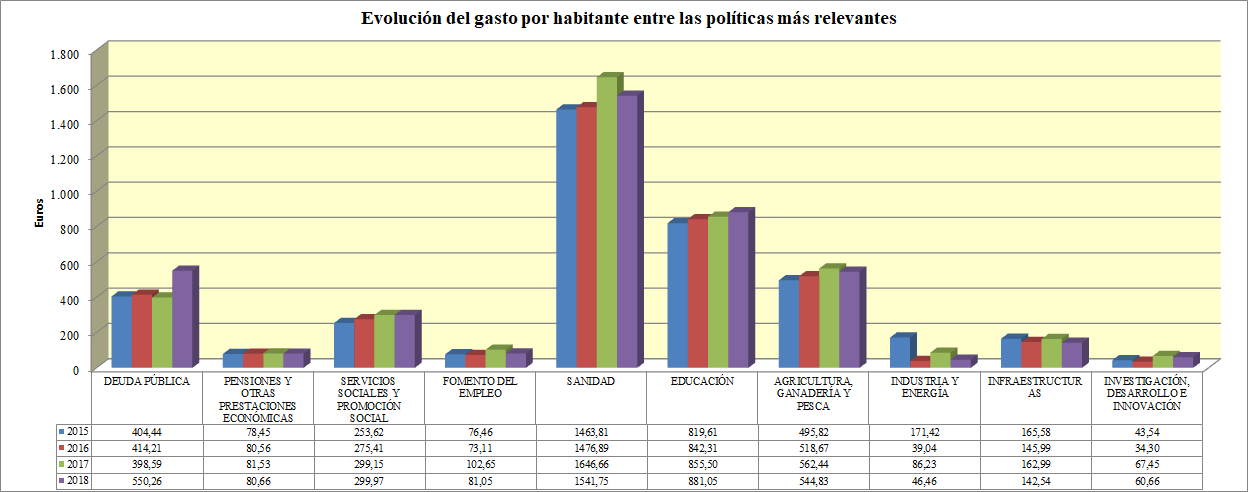 Evolución del gasto por habitante entre las políticas más relevantes
Euros
1.800
1.600
1.400
1.200
1.000
800
600
400
200
0
DEUDA PÚBLICA
PENSIONES Y
OTRAS
PRESTACIONES
ECONÓMICAS
SERVICIOS
SOCIALES Y
PROMOCIÓN
SOCIAL
FOMENTO DEL
EMPLEO
SANIDAD
EDUCACIÓN
AGRICULTURA,
GANADERÍA Y
PESCA
INDUSTRIA Y
ENERGÍA
INFRAESTRUCTUR
AS
INVESTIGACIÓN,
DESARROLLO E
INNOVACIÓN
2015 404,44 78,45 253,62 76,46 1463,81 819,61 495,82 171,42 165,58 43,54
2016 414,21 80,56 275,41 73,11 1476,89 842,31 518,67 39,04 145,99 34,30
2017 398,59 81,53 299,15 102,65 1646,66 855,50 562,44 86,23 162,99 67,45
2018 550,26 80,66 299,97 81,05 1541,75 881,05 544,83 46,46 142,54 60,66